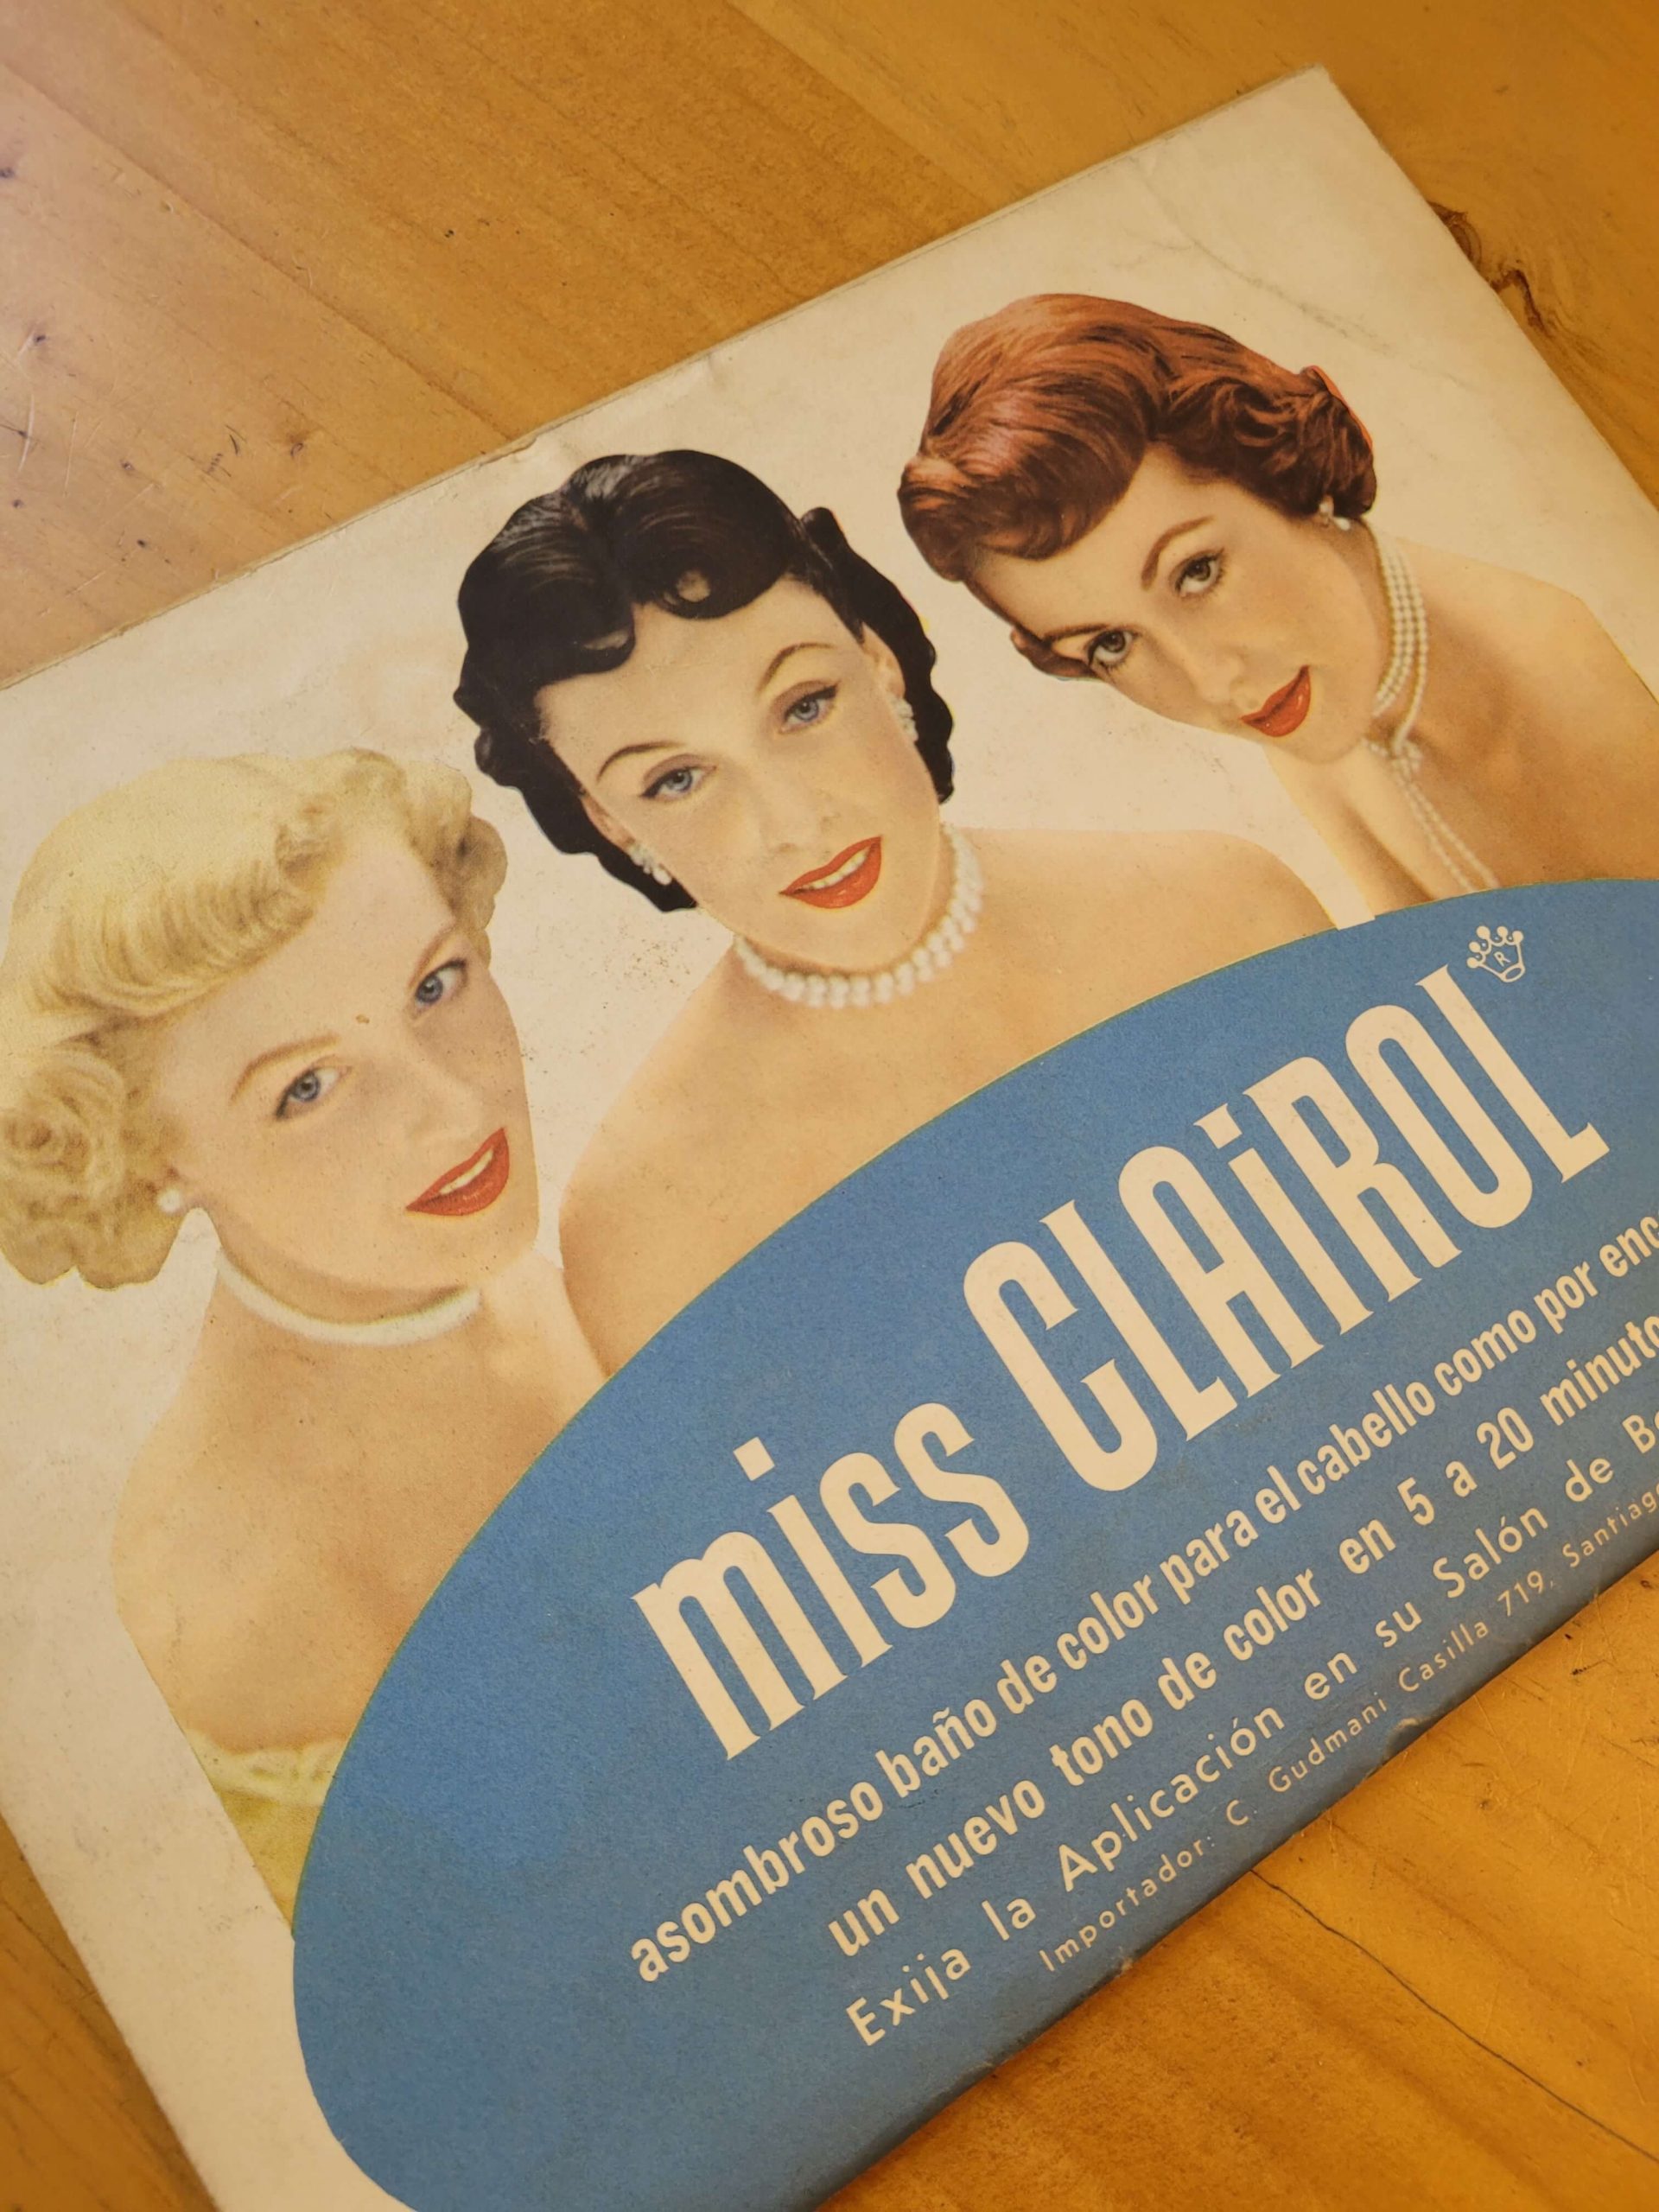 miss CLAiROL
R
asombroso baño de color para el cabello como por
un nuevo tono de color en 5 a 20
Exija la Aplicación en su Salón de
Importador: C. Gudmani Casilla 719,